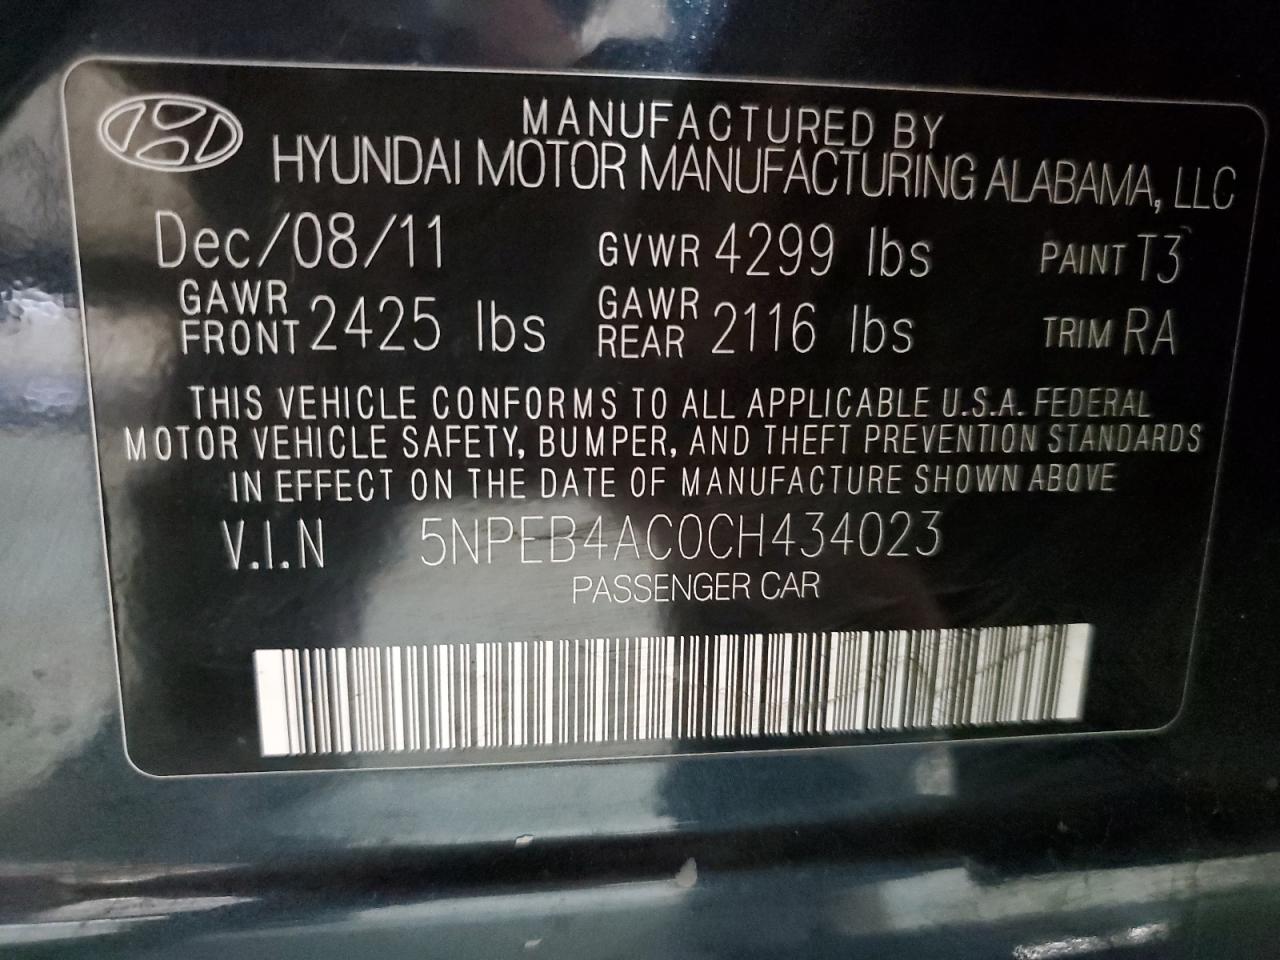 MANUFACTURED BY
HYUNDAI MOTOR MANUFACTURING ALABAMA, LLC
Dec/08/11 GVWR 4299 lbs PAINT T3
GAWR FRONT 2425 lbs GAWR REAR 2116 lbs TRIM RA
THIS VEHICLE CONFORMS TO ALL APPLICABLE U.S.A. FEDERAL
MOTOR VEHICLE SAFETY, BUMPER, AND THEFT PREVENTION STANDARDS
IN EFFECT ON THE DATE OF MANUFACTURE SHOWN ABOVE
V.I.N 5NPEB4AC0CH434023
PASSENGER CAR